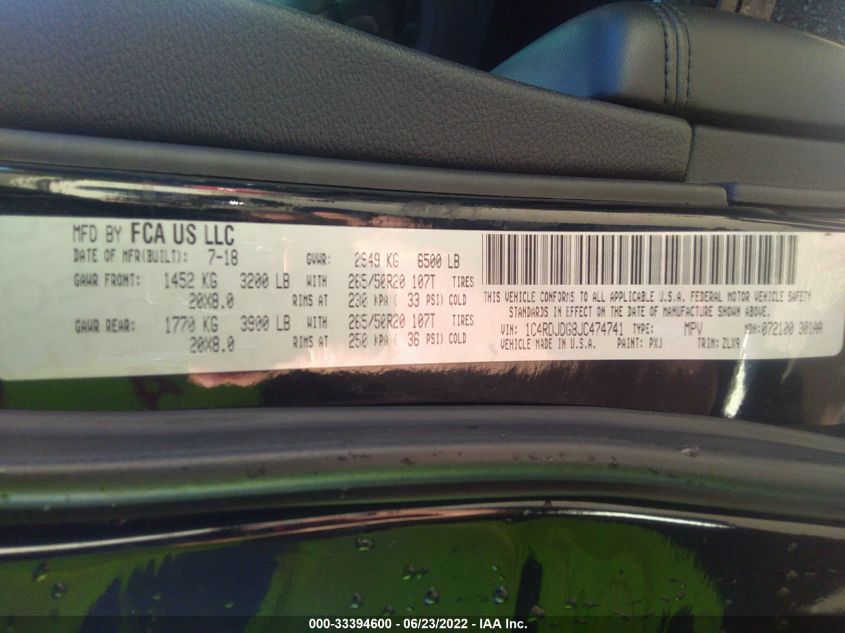 MFD BY FCA US LLC
DATE OF MFR(BUILT): 7-18 GVWR: 2949 KG 6500 LB
GAWR FRONT: 1452 KG 3200 LB WITH 265/50R20 107T TIRES
20X8.0 RIMS AT 230 KPA ( 33 PSI) COLD
GAWR REAR: 1770 KG 3900 LB WITH 265/50R20 107T TIRES
20X8.0 RIMS AT 250 KPA ( 36 PSI) COLD
THIS VEHICLE CONFORMS TO ALL APPLICABLE U.S.A. FEDERAL MOTOR VEHICLE SAFETY
STANDARDS IN EFFECT ON THE DATE OF MANUFACTURE SHOWN ABOVE.
VIN: 1C4RDJDG8JC474741 TYPE: MPV MDH: 072100 301AA
VEHICLE MADE IN U.S.A. PAINT: PXJ TRIM: ZLX9
000-33394600 - 06/23/2022 - IAA Inc.